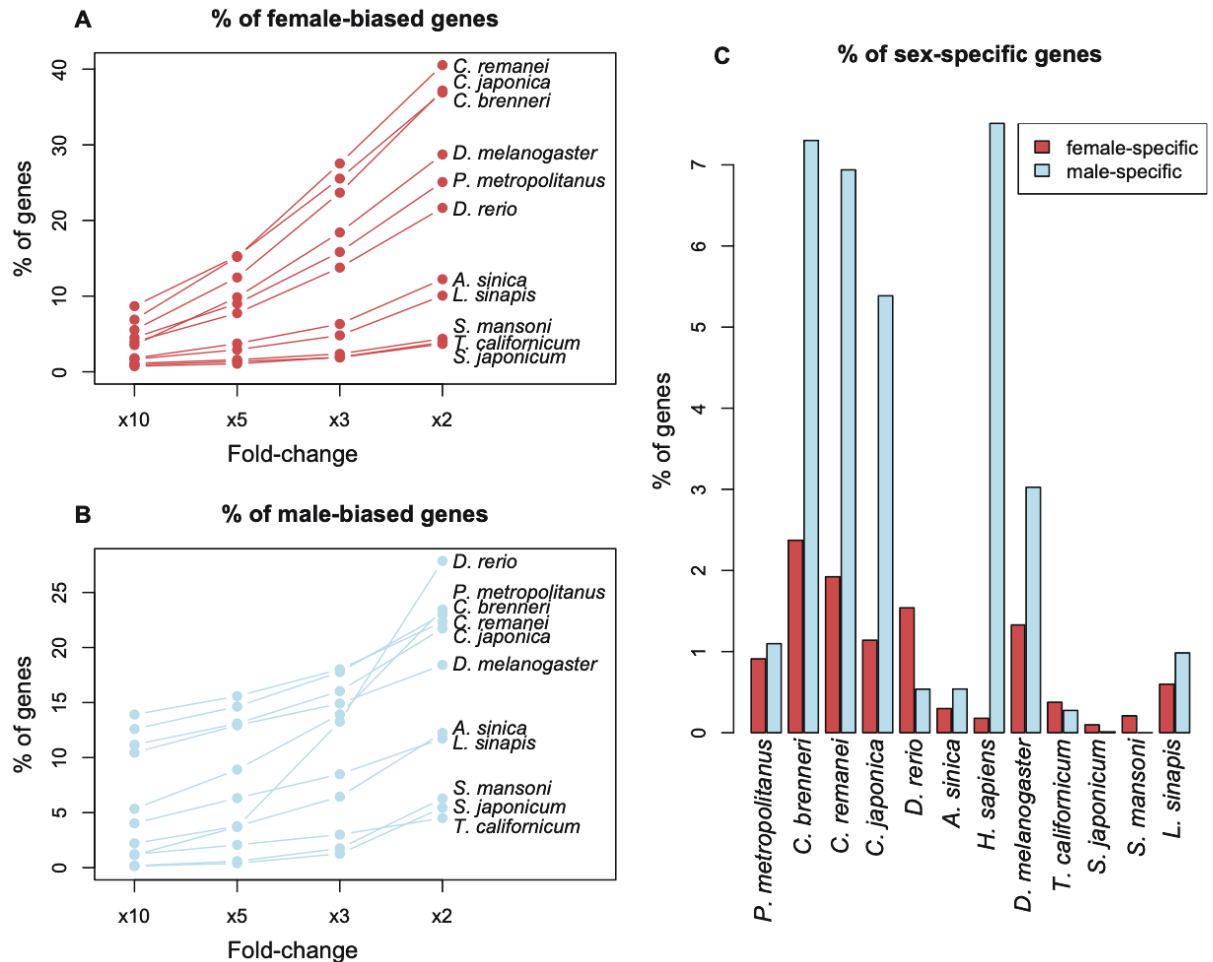 A
% of female-biased genes
% of genes
40
30
20
10
0
C. remanei
C. japonica
C. brenneri
D. melanogaster
P. metropolitanus
D. rerio
A. sinica
L. sinapis
S. mansoni
T. californicum
S. japonicum
x10
x5
x3
x2
Fold-change
B
% of male-biased genes
% of genes
25
20
15
10
5
0
D. rerio
P. metropolitanus
C. brenneri
C. remanei
C. japonica
D. melanogaster
A. sinica
L. sinapis
S. mansoni
S. japonicum
T. californicum
x10
x5
x3
x2
Fold-change
C
% of sex-specific genes
female-specific
male-specific
% of genes
7
6
5
4
3
2
1
0
P. metropolitanus
C. brenneri
C. remanei
C. japonica
D. rerio
A. sinica
H. sapiens
D. melanogaster
T. californicum
S. japonicum
S. mansoni
L. sinapis